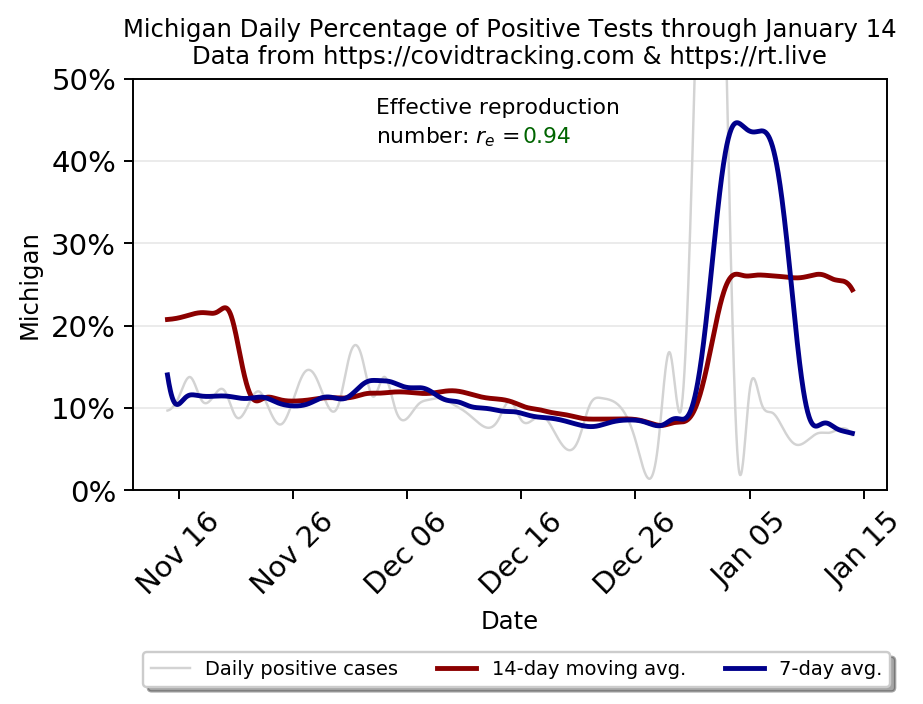 Michigan Daily Percentage of Positive Tests through January 14
Data from https://covidtracking.com & https://rt.live
50%
40%
30%
20%
10%
0%
Michigan
Effective reproduction
number: rₑ =0.94
Nov 16
Nov 26
Dec 06
Dec 16
Dec 26
Jan 05
Jan 15
Date
Daily positive cases
14-day moving avg.
7-day avg.